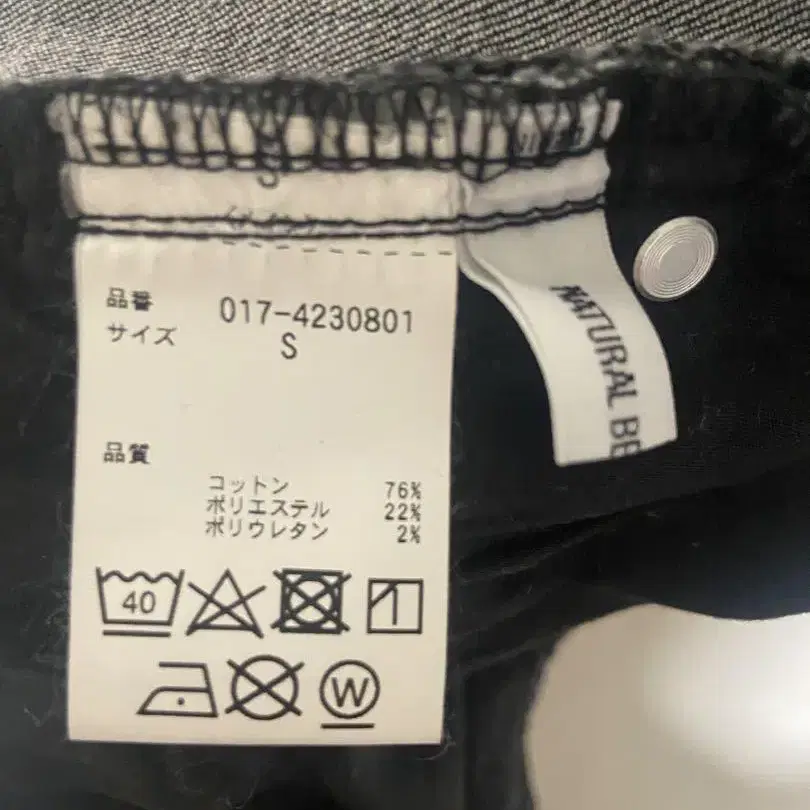 品番 017-4230801
サイズ S
品質
コットン 76%
ポリエステル 22%
ポリウレタン 2%
40
W
NATURAL BE